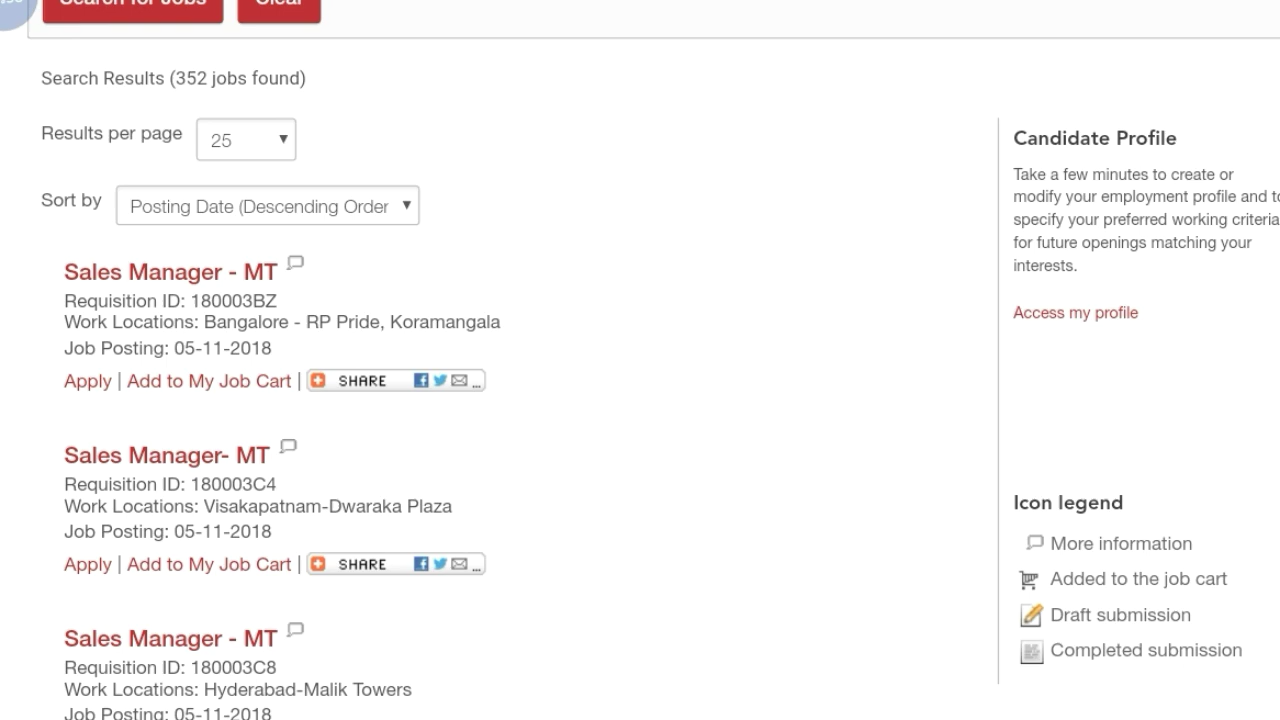 Search for Jobs
Clear
Search Results (352 jobs found)
Results per page
25
Sort by
Posting Date (Descending Order
Sales Manager - MT
Requisition ID: 180003BZ
Work Locations: Bangalore - RP Pride, Koramangala
Job Posting: 05-11-2018
Apply | Add to My Job Cart | SHARE ...
Sales Manager- MT
Requisition ID: 180003C4
Work Locations: Visakapatnam-Dwaraka Plaza
Job Posting: 05-11-2018
Apply | Add to My Job Cart | SHARE ...
Sales Manager - MT
Requisition ID: 180003C8
Work Locations: Hyderabad-Malik Towers
Job Posting: 05-11-2018
Candidate Profile
Take a few minutes to create or
modify your employment profile and to
specify your preferred working criteria
for future openings matching your
interests.
Access my profile
Icon legend
More information
Added to the job cart
Draft submission
Completed submission